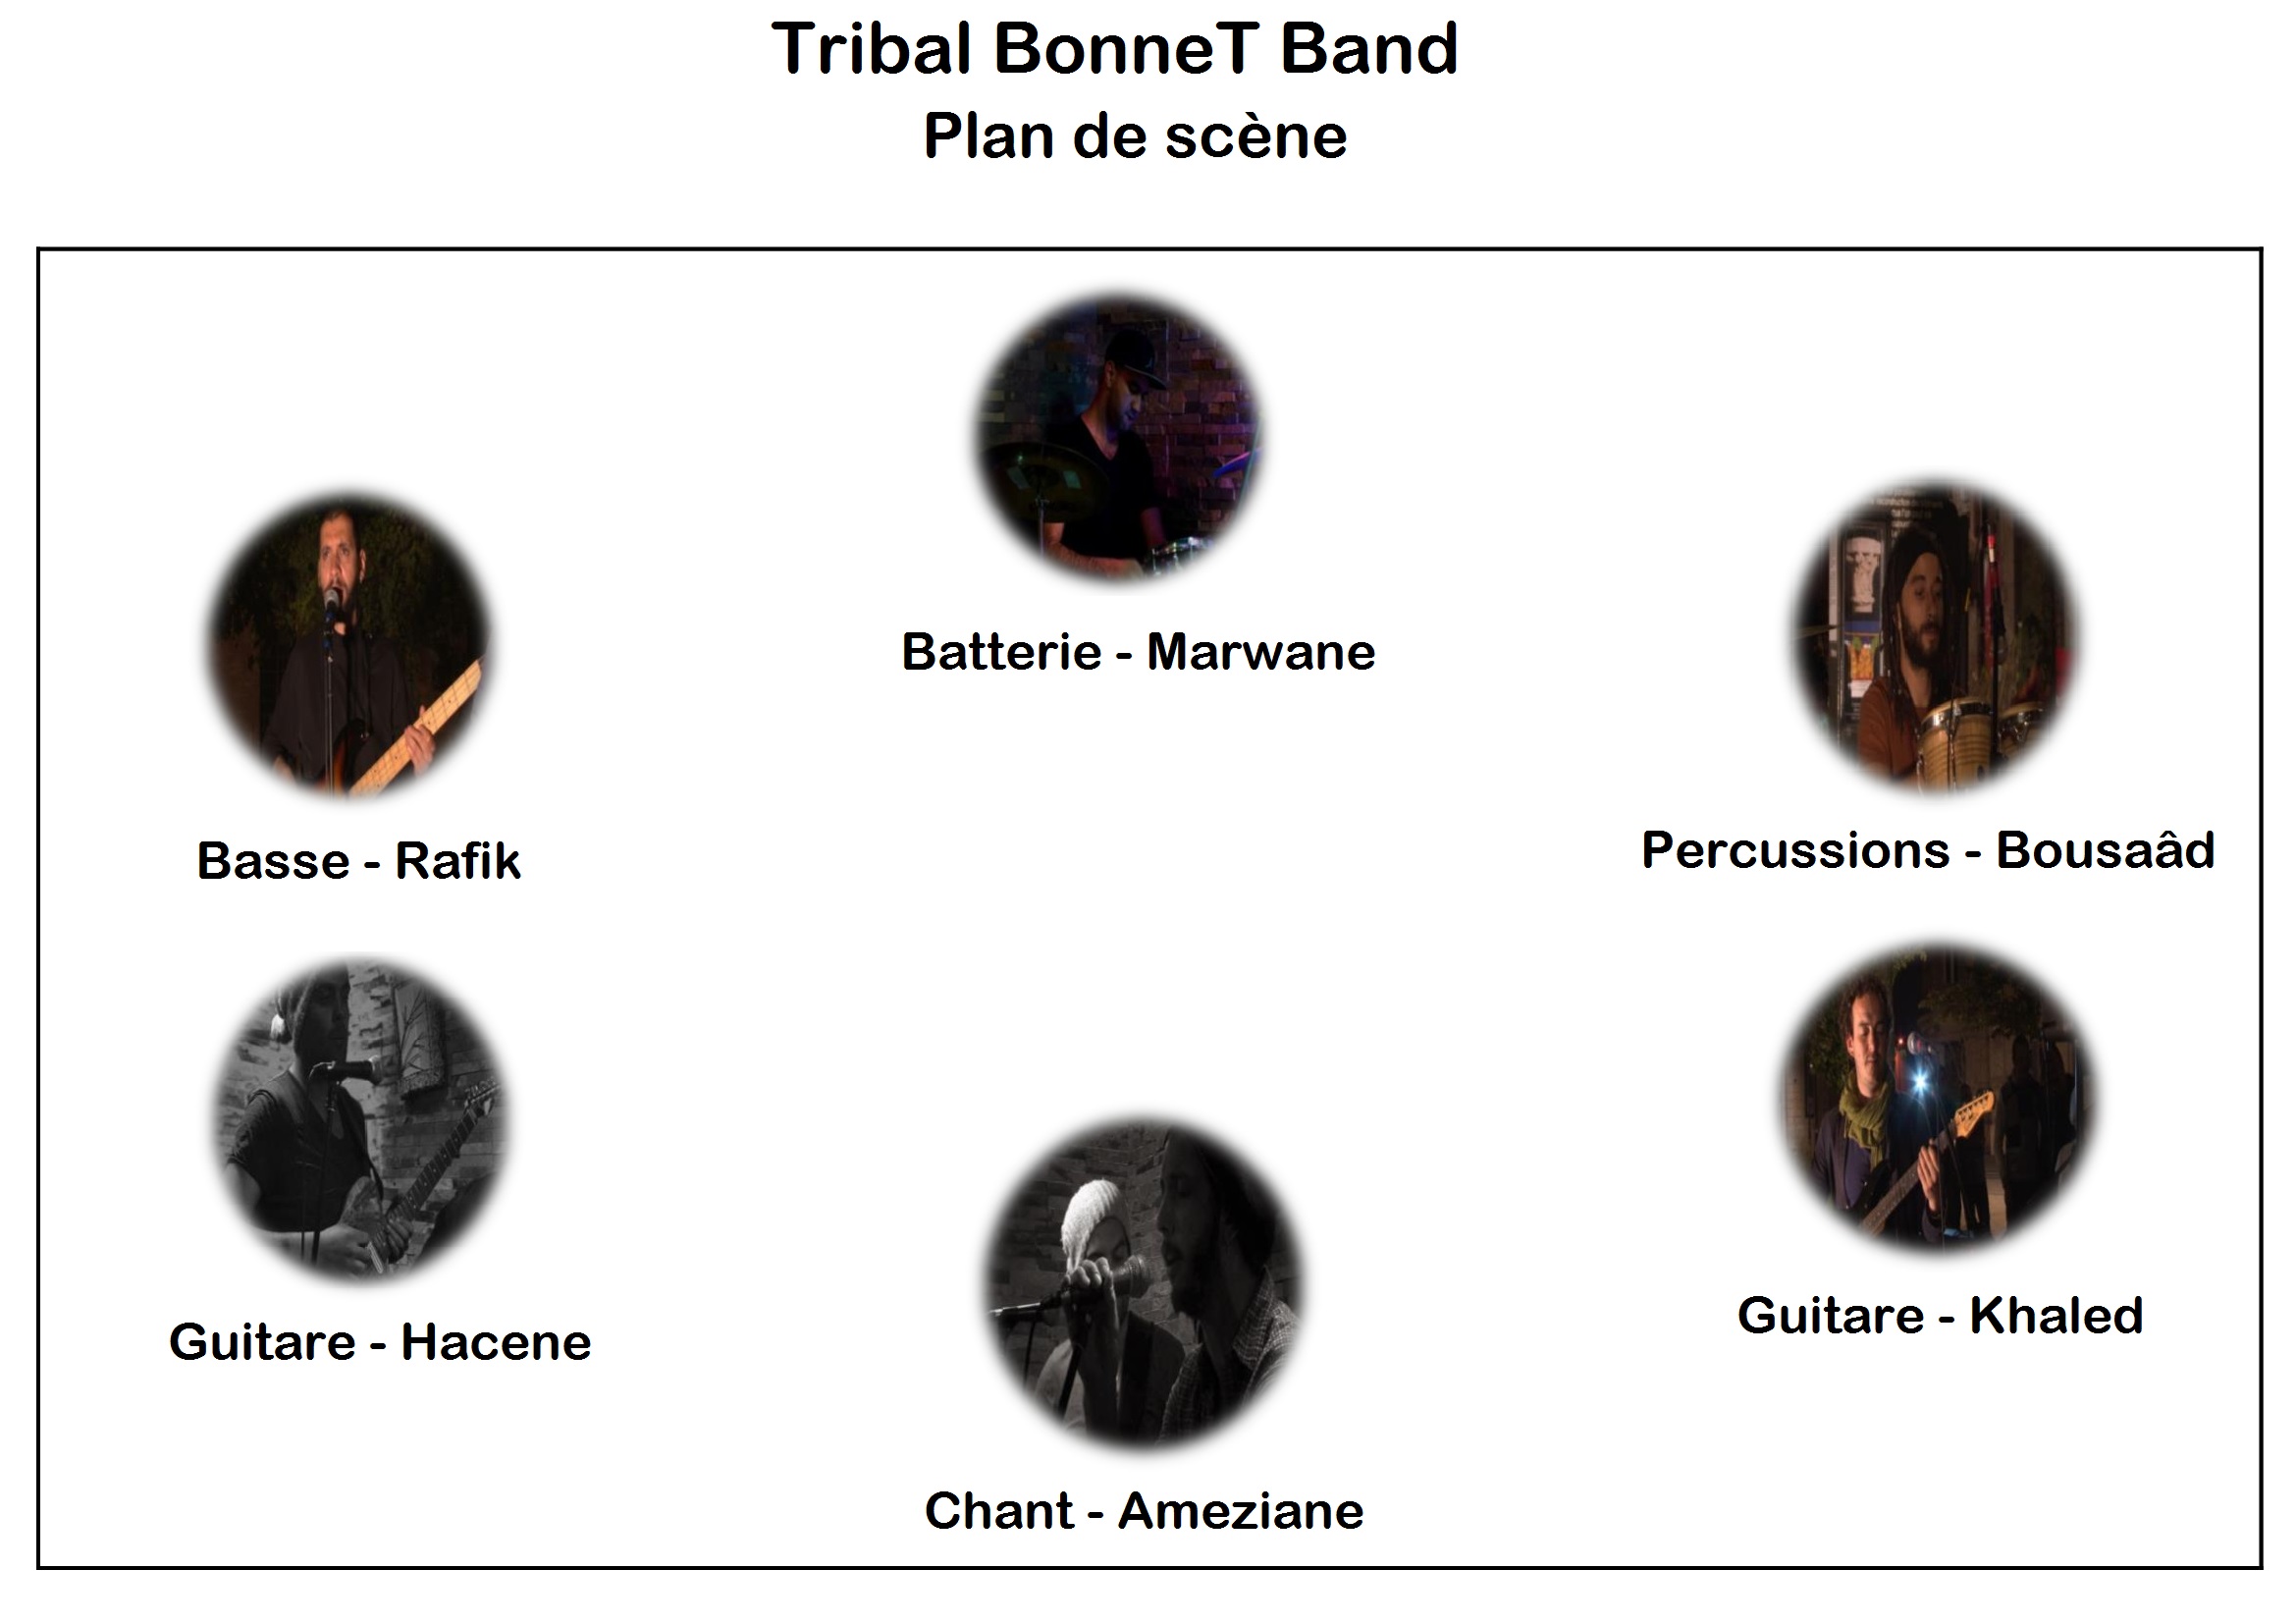 Tribal BonneT Band
Plan de scène
Batterie - Marwane
Basse - Rafik
Percussions - Bousaâd
Guitare - Hacene
Guitare - Khaled
Chant - Ameziane